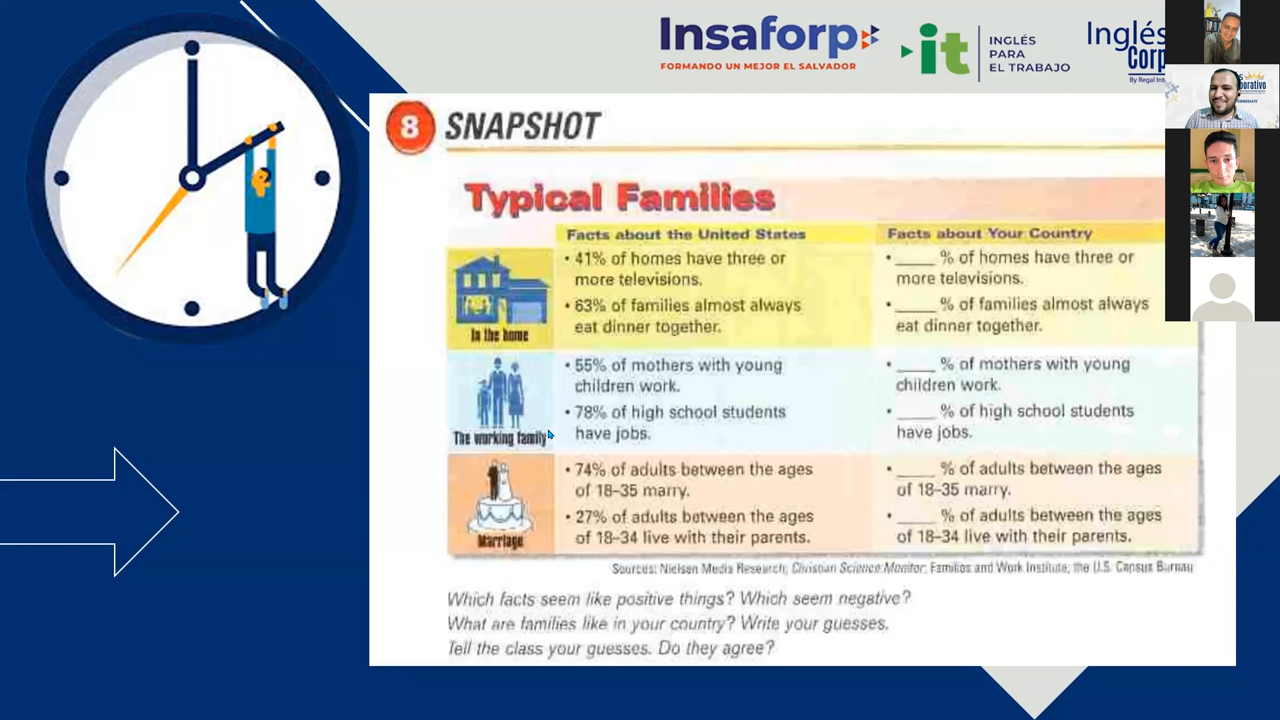 Insaforp
FORMANDO UN MEJOR EL SALVADOR
it
INGLÉS
PARA
EL TRABAJO
Inglés
Corp
By Regal
8 SNAPSHOT
Typical Families
Facts about the United States
Facts about Your Country
In the home
• 41% of homes have three or
more televisions.
• 63% of families almost always
eat dinner together.
• ____ % of homes have three or
more televisions.
• ____ % of families almost always
eat dinner together.
The working family
• 55% of mothers with young
children work.
• 78% of high school students
have jobs.
• ____ % of mothers with young
children work.
• ____ % of high school students
have jobs.
Marriage
• 74% of adults between the ages
of 18–35 marry.
• 27% of adults between the ages
of 18–34 live with their parents.
• ____ % of adults between the ages
of 18–35 marry.
• ____ % of adults between the ages
of 18–34 live with their parents.
Sources: Nielsen Media Research; Christian Science Monitor; Families and Work Institute; the U.S. Census Bureau
Which facts seem like positive things? Which seem negative?
What are families like in your country? Write your guesses.
Tell the class your guesses. Do they agree?